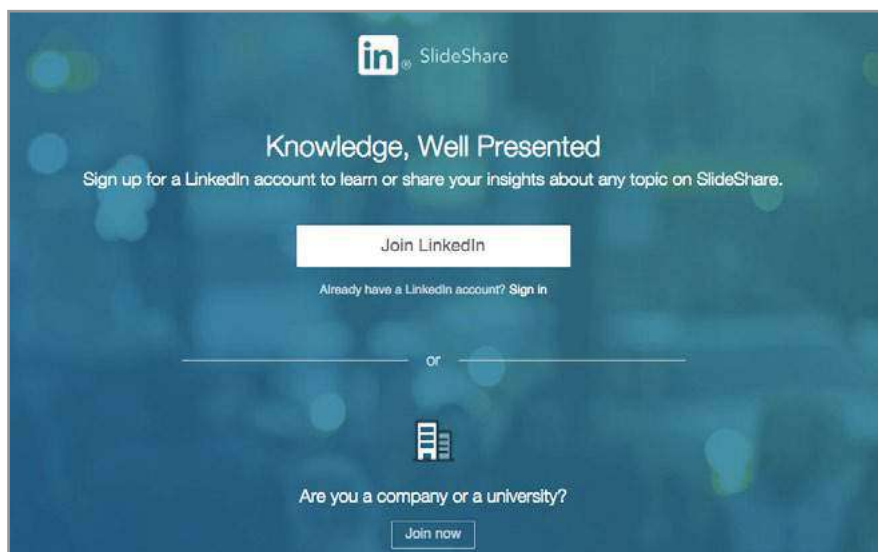 in® SlideShare
Knowledge, Well Presented
Sign up for a LinkedIn account to learn or share your insights about any topic on SlideShare.
Join LinkedIn
Already have a LinkedIn account? Sign in
or
Are you a company or a university?
Join now